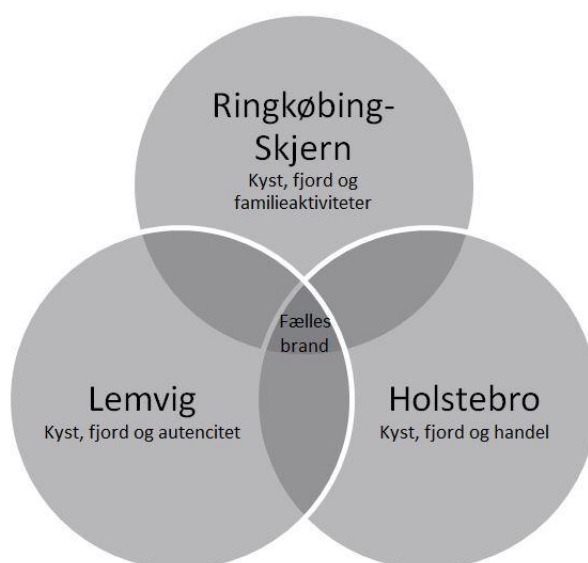 Ringkøbing-
Skjern
Kyst, fjord og
familieaktiviteter
Fælles
brand
Lemvig
Kyst, fjord og autencitet
Holstebro
Kyst, fjord og handel